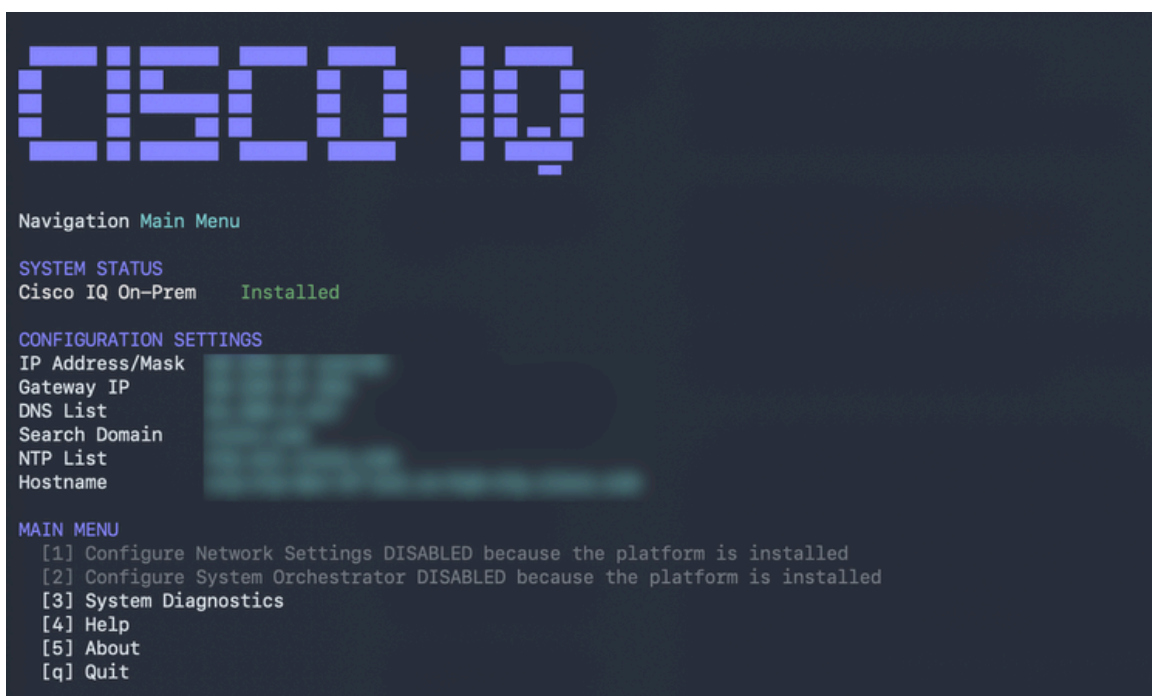 CISCO IQ
Navigation Main Menu
SYSTEM STATUS
Cisco IQ On-Prem Installed
CONFIGURATION SETTINGS
IP Address/Mask
Gateway IP
DNS List
Search Domain
NTP List
Hostname
MAIN MENU
[1] Configure Network Settings DISABLED because the platform is installed
[2] Configure System Orchestrator DISABLED because the platform is installed
[3] System Diagnostics
[4] Help
[5] About
[q] Quit